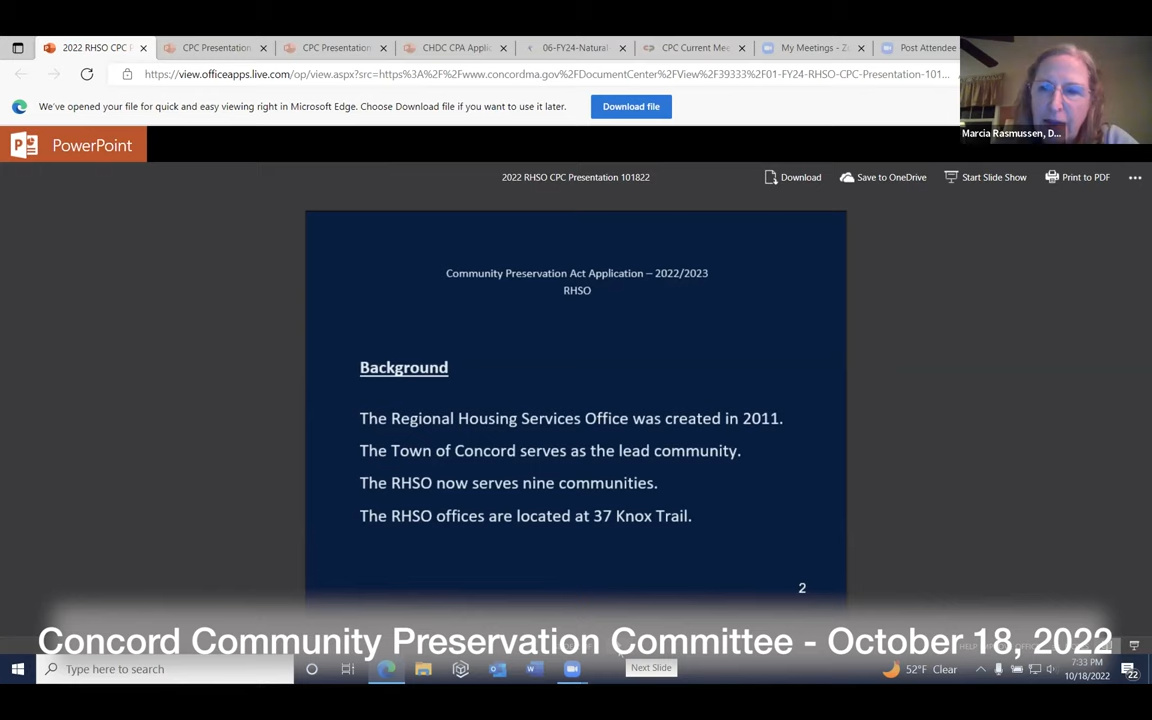 2022 RHSO CPC P
CPC Presentation
CPC Presentation
CHDC CPA Applic
06-FY24-Natural
CPC Current Mee
My Meetings - Zo
Post Attendee
https://view.officeapps.live.com/op/view.aspx?src=https%3A%2F%2Fwww.concordma.gov%2FDocumentCenter%2FView%2F39333%2F01-FY24-RHSO-CPC-Presentation-101...
We've opened your file for quick and easy viewing right in Microsoft Edge. Choose Download file if you want to use it later.
Download file
Marcia Rasmussen, D...
PowerPoint
2022 RHSO CPC Presentation 101822
Download
Save to OneDrive
Start Slide Show
Print to PDF
Community Preservation Act Application – 2022/2023
RHSO
Background
The Regional Housing Services Office was created in 2011.
The Town of Concord serves as the lead community.
The RHSO now serves nine communities.
The RHSO offices are located at 37 Knox Trail.
2
Concord Community Preservation Committee - October 18, 2022
Type here to search
Next Slide
52°F Clear
7:33 PM
10/18/2022
22